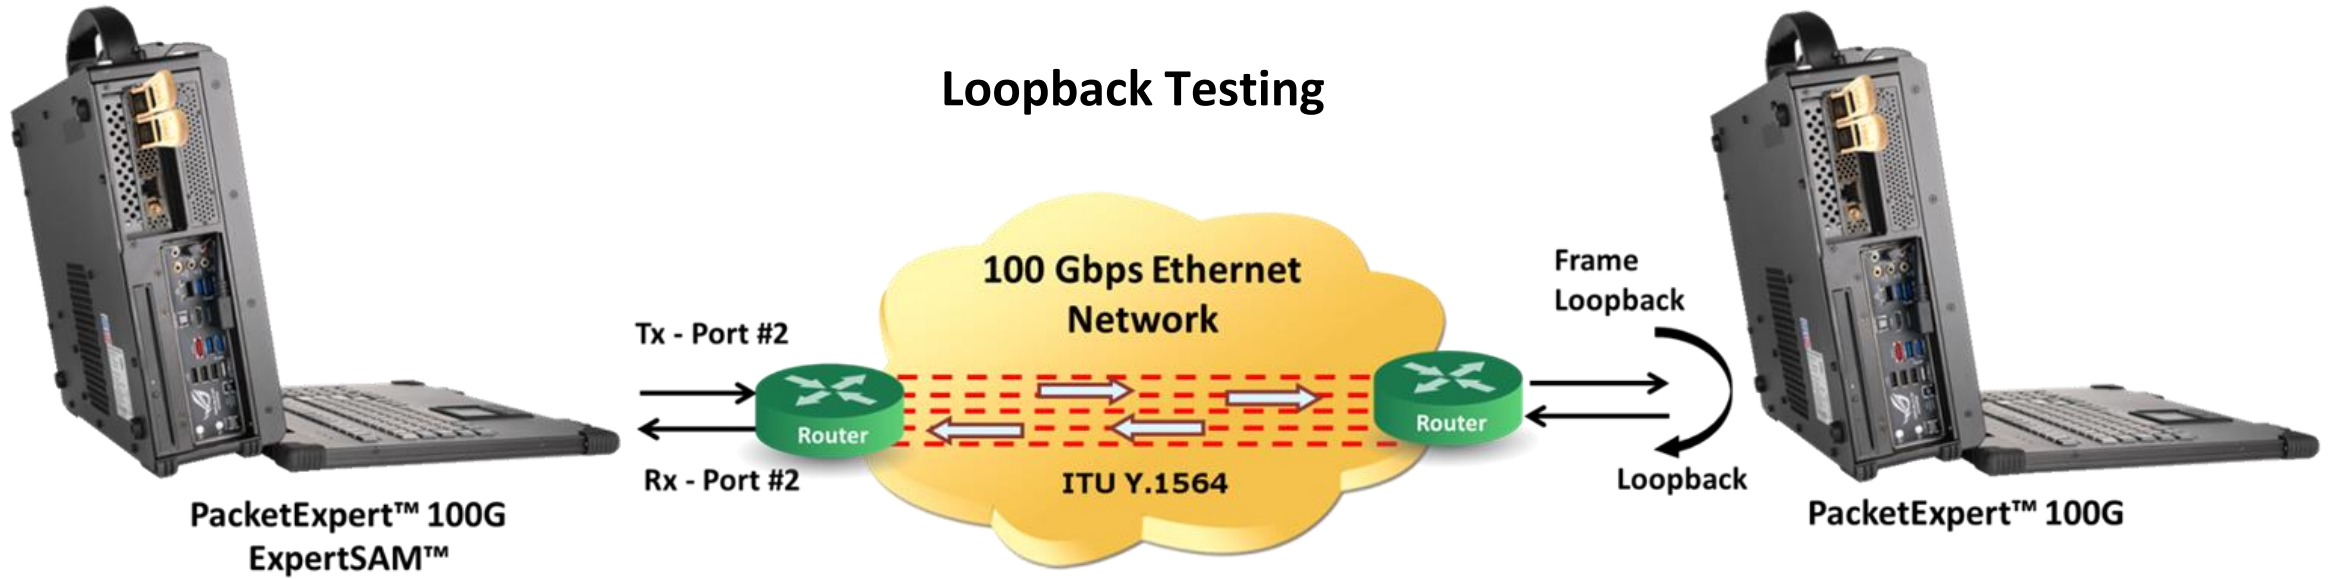 Loopback Testing
100 Gbps Ethernet
Network
Frame
Loopback
Tx - Port #2
Router
Router
Rx - Port #2
ITU Y.1564
Loopback
PacketExpert™ 100G
ExpertSAM™
PacketExpert™ 100G